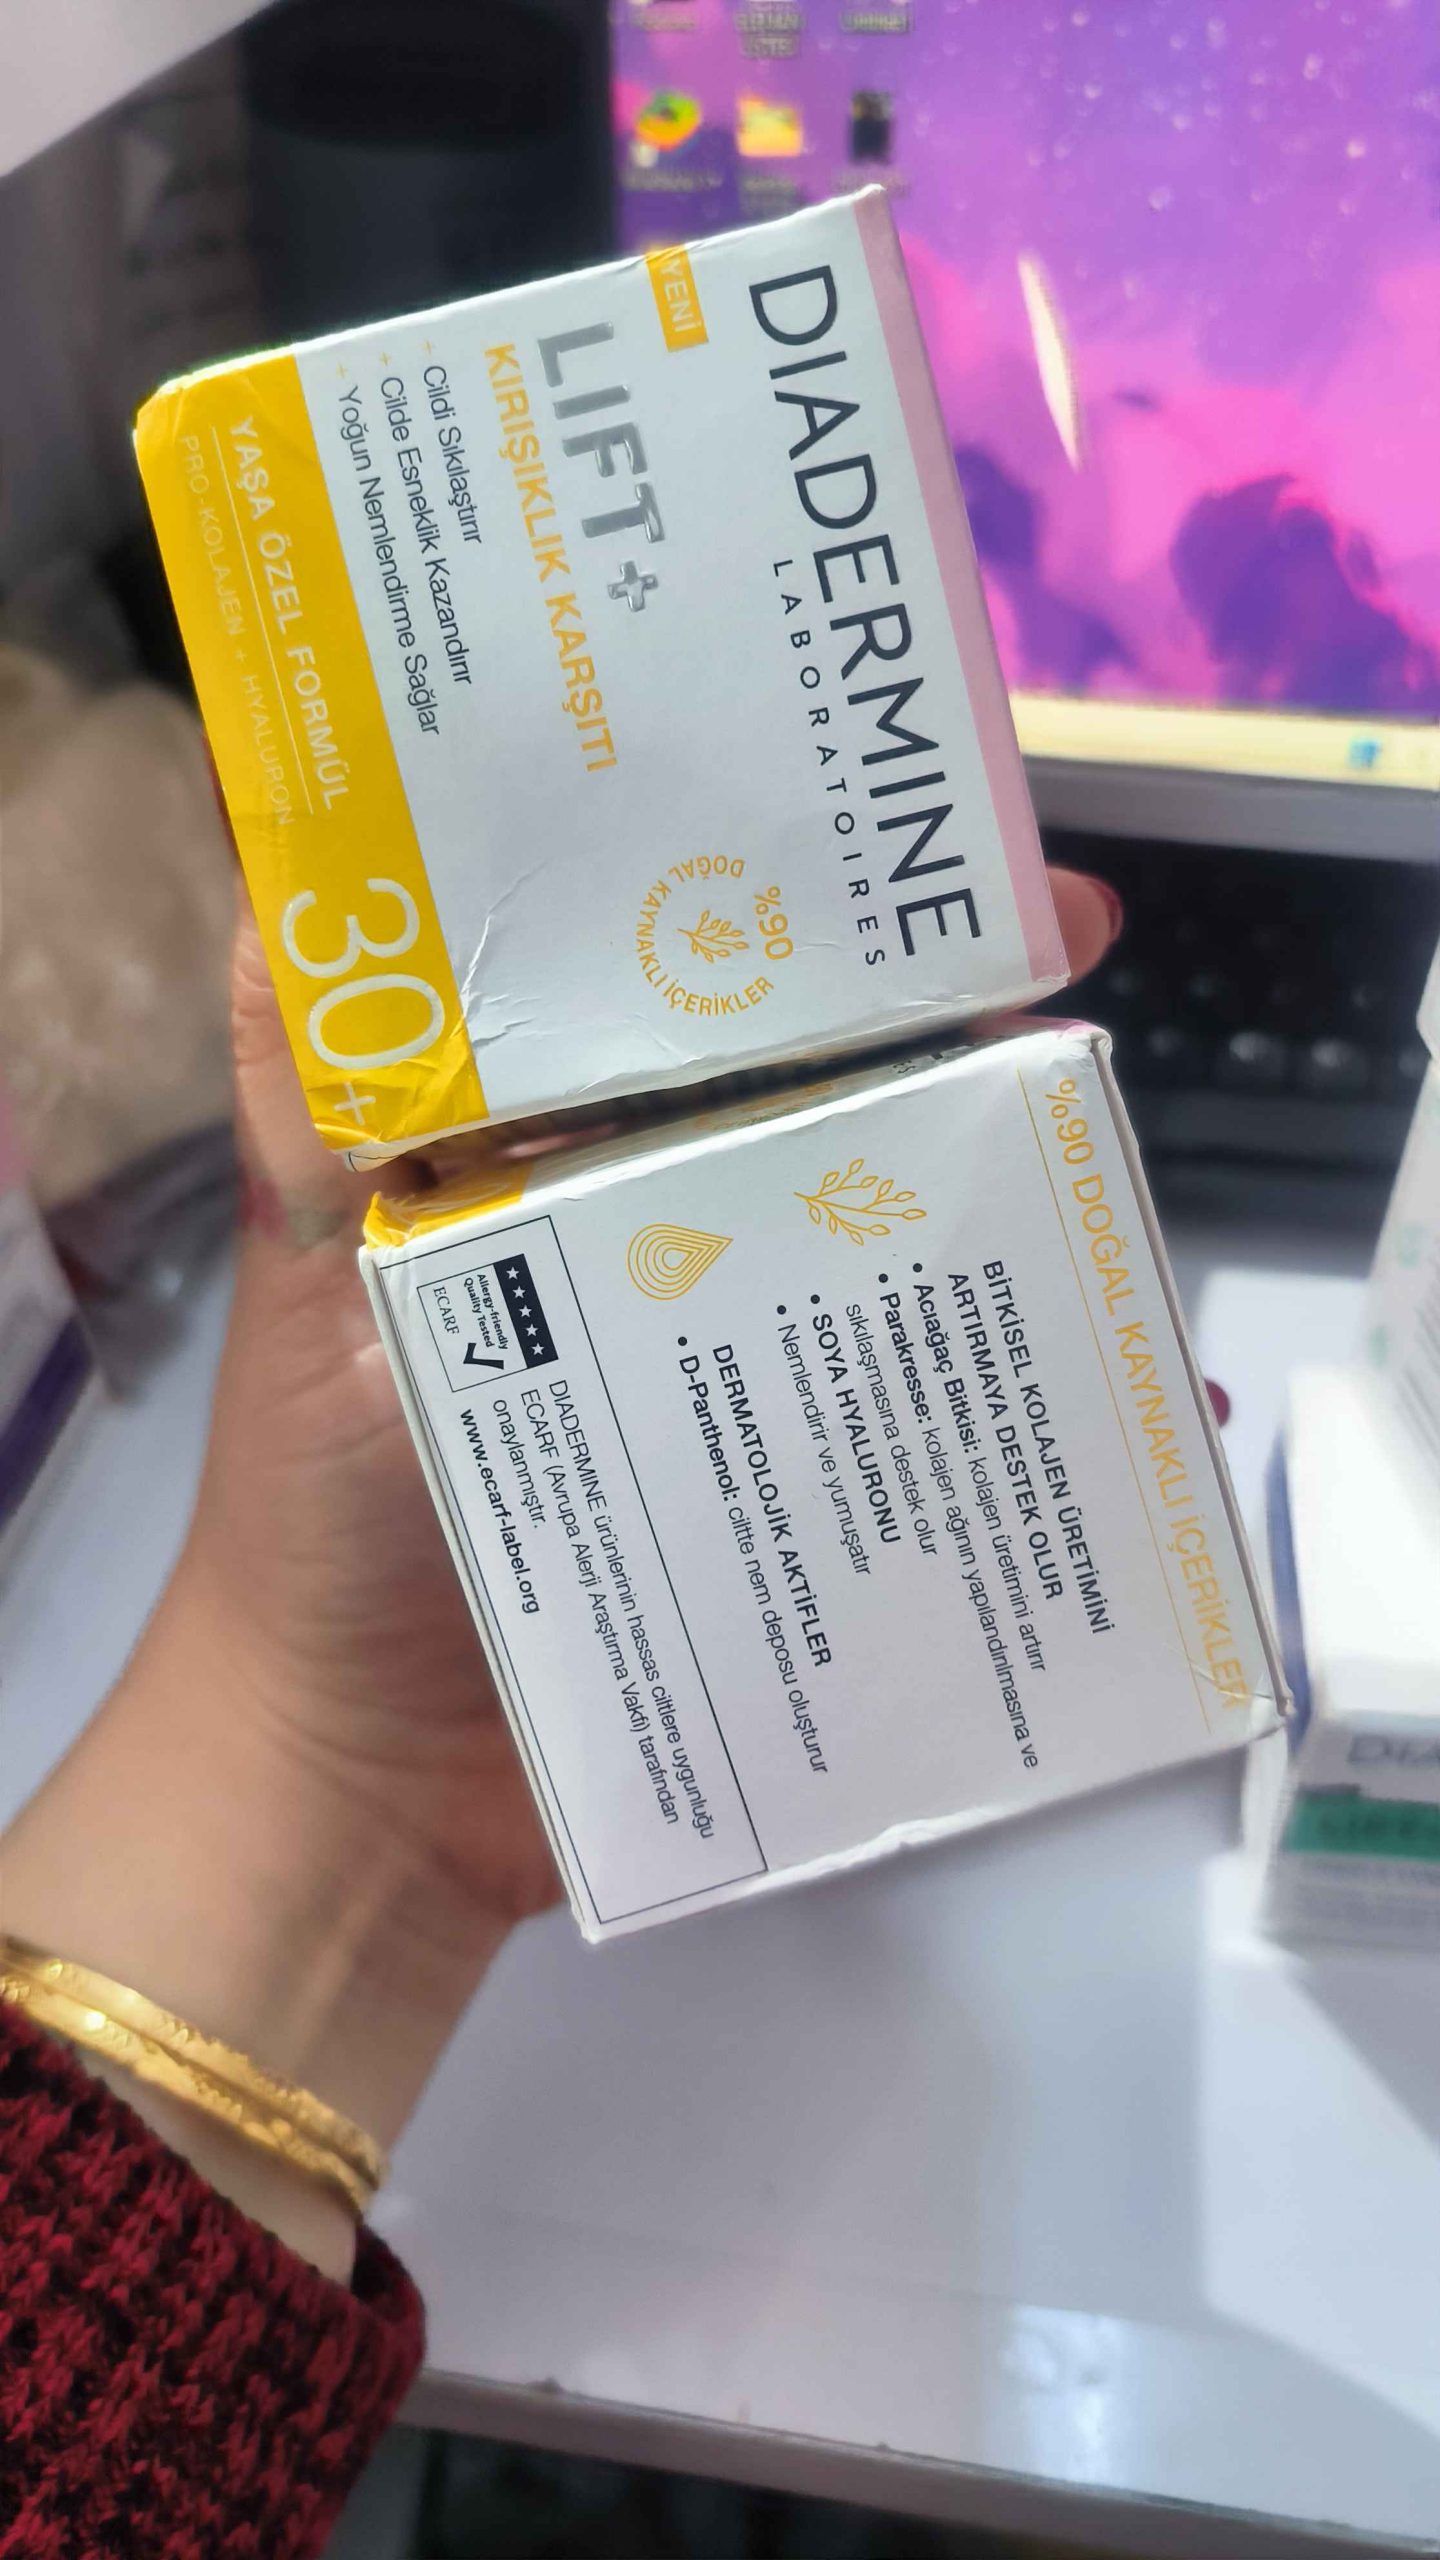 DIADERMINE
LABORATOIRES
YENİ
LIFT+
KIRIŞIKLIK KARŞITI
+ Cildi Sıkılaştırır
+ Cilde Esneklik Kazandırır
+ Yoğun Nemlendirme Sağlar
%90
DOĞAL KAYNAKLI İÇERİKLER
YAŞA ÖZEL FORMÜL
PRO-KOLAJEN + HYALURON
30+
%90 DOĞAL KAYNAKLI İÇERİKLER
BİTKİSEL KOLAJEN ÜRETİMİNİ
ARTIRMAYA DESTEK OLUR
• Acıağaç Bitkisi: kolajen üretimini artırır
• Parakresse: kolajen ağının yapılandırılmasına ve
sıkılaşmasına destek olur
• SOYA HYALURONU
• Nemlendirir ve yumuşatır
DERMATOLOJİK AKTİFLER
• D-Panthenol: ciltte nem deposu oluşturur
Allergy-friendly
Quality Tested
ECARF
DIADERMINE ürünlerinin hassas ciltlere uygunluğu
ECARF (Avrupa Alerji Araştırma Vakfı) tarafından
onaylanmıştır.
www.ecarf-label.org